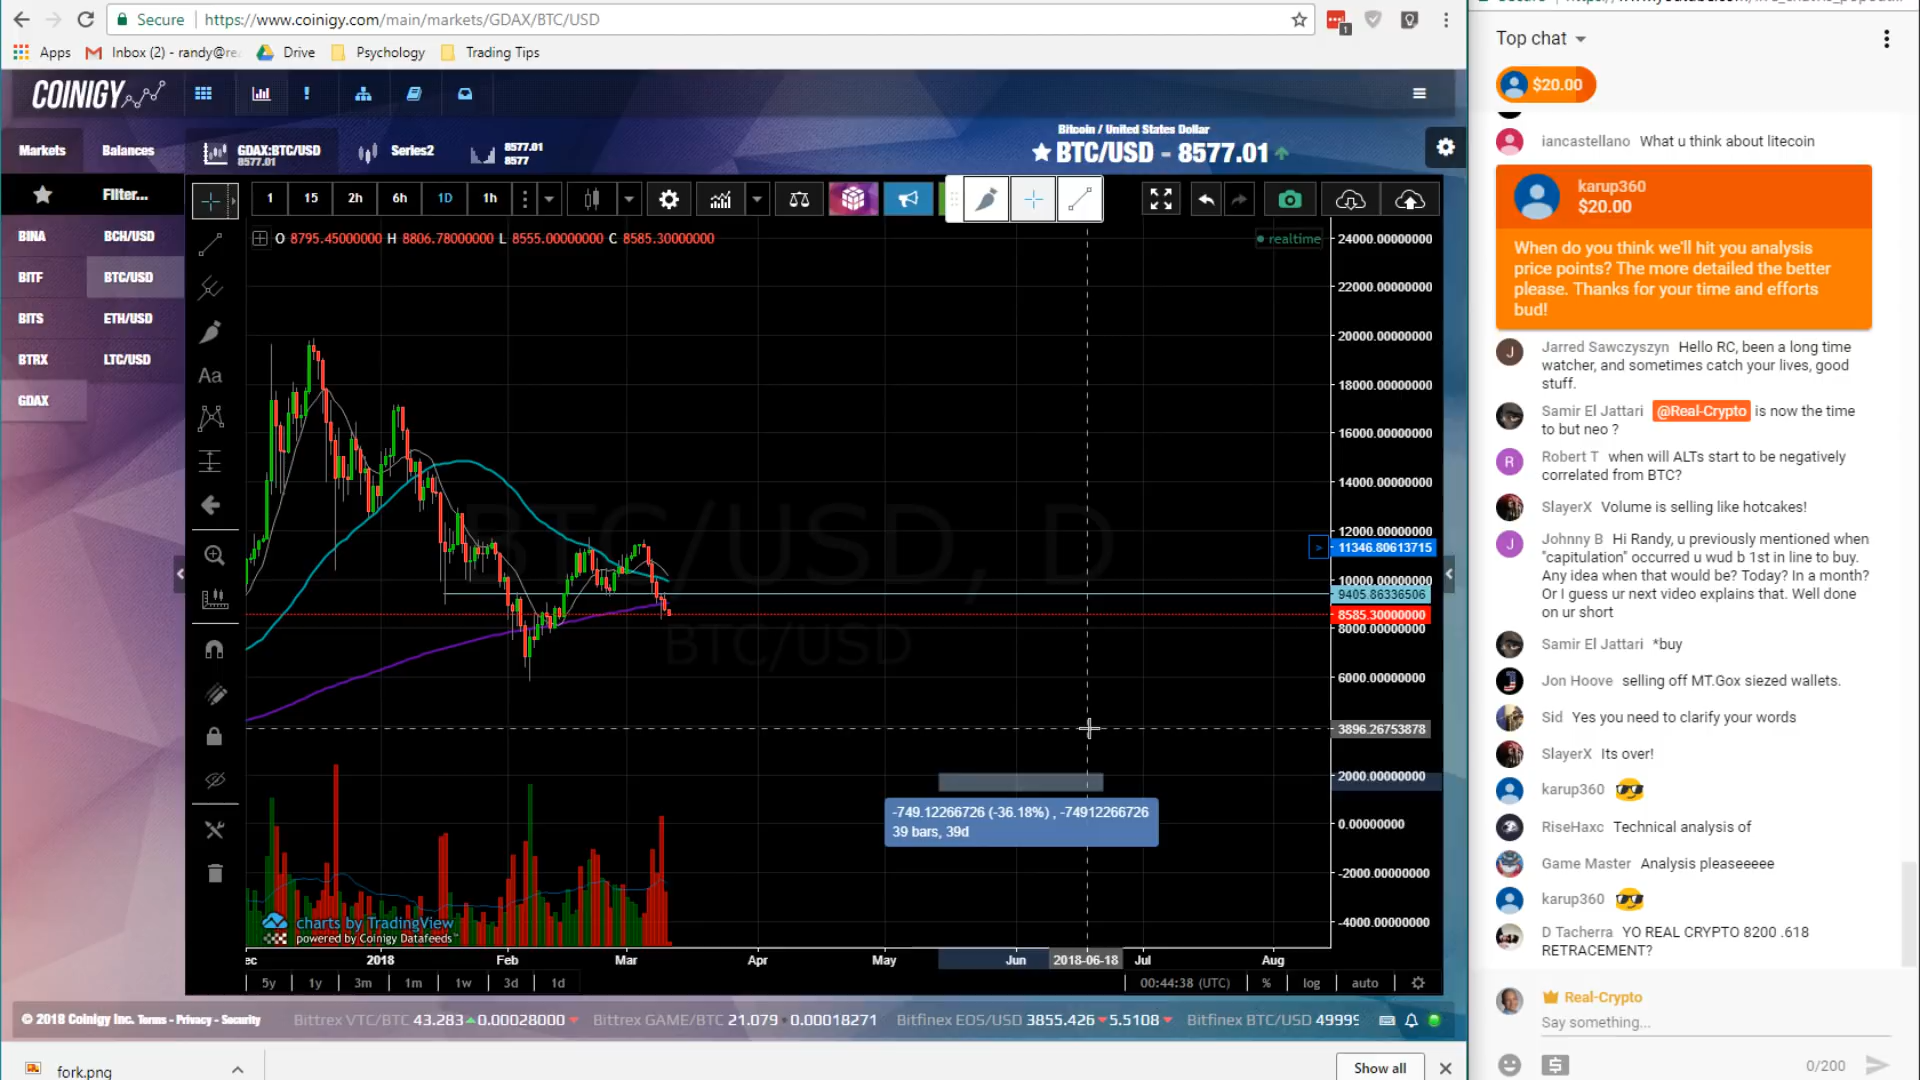 Secure https://www.coinigy.com/main/markets/GDAX/BTC/USD
Apps Inbox (2) - randy@re Drive Psychology Trading Tips
COINIGY
Markets Balances GDAX:BTC/USD 8577.01 Series2 8577.01 8577
Bitcoin / United States Dollar
BTC/USD - 8577.01
Filter...
1 15 2h 6h 1D 1h
BINA BCH/USD
BITF BTC/USD
BITS ETH/USD
BTRX LTC/USD
GDAX
Aa
O 8795.45000000 H 8806.78000000 L 8555.00000000 C 8585.30000000
realtime
BTC/USD, D
BTC/USD
24000.00000000
22000.00000000
20000.00000000
18000.00000000
16000.00000000
14000.00000000
12000.00000000
11346.80613715
10000.00000000
9405.86336506
8585.30000000
8000.00000000
6000.00000000
3896.26753878
2000.00000000
0.00000000
-2000.00000000
-4000.00000000
-749.12266726 (-36.18%) , -74912266726
39 bars, 39d
charts by TradingView
powered by Coinigy Datafeeds
ec 2018 Feb Mar Apr May Jun 2018-06-18 Jul Aug
5y 1y 3m 1m 1w 3d 1d 00:44:38 (UTC) % log auto
© 2018 Coinigy Inc. Terms - Privacy - Security
Bittrex VTC/BTC 43.283 0.00028000 Bittrex GAME/BTC 21.079 0.00018271 Bitfinex EOS/USD 3855.426 5.5108 Bitfinex BTC/USD 49999
fork.png
Show all
Top chat
$20.00
iancastellano What u think about litecoin
karup360
$20.00
When do you think we'll hit you analysis
price points? The more detailed the better
please. Thanks for your time and efforts
bud!
J Jarred Sawczyszyn Hello RC, been a long time
watcher, and sometimes catch your lives, good
stuff.
Samir El Jattari @Real-Crypto is now the time
to but neo ?
R Robert T when will ALTs start to be negatively
correlated from BTC?
SlayerX Volume is selling like hotcakes!
J Johnny B Hi Randy, u previously mentioned when
"capitulation" occurred u wud b 1st in line to buy.
Any idea when that would be? Today? In a month?
Or I guess ur next video explains that. Well done
on ur short
Samir El Jattari *buy
Jon Hoove selling off MT.Gox siezed wallets.
Sid Yes you need to clarify your words
SlayerX Its over!
karup360
RiseHaxc Technical analysis of
Game Master Analysis pleaseeeee
karup360
D Tacherra YO REAL CRYPTO 8200 .618
RETRACEMENT?
Real-Crypto
Say something...
0/200